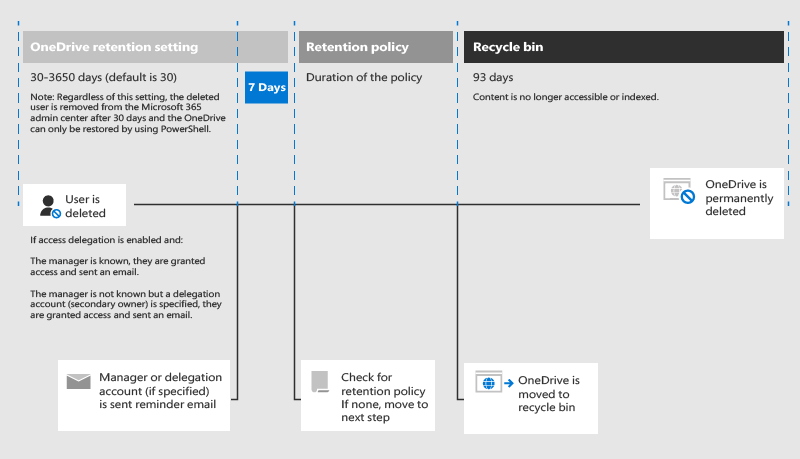 OneDrive retention setting
Retention policy
Recycle bin
30-3650 days (default is 30)
Note: Regardless of this setting, the deleted
user is removed from the Microsoft 365
admin center after 30 days and the OneDrive
can only be restored by using PowerShell.
7 Days
Duration of the policy
93 days
Content is no longer accessible or indexed.
User is
deleted
OneDrive is
permanently
deleted
If access delegation is enabled and:
The manager is known, they are granted
access and sent an email.
The manager is not known but a delegation
account (secondary owner) is specified, they
are granted access and sent an email.
Manager or delegation
account (if specified)
is sent reminder email
Check for
retention policy
If none, move to
next step
OneDrive is
moved to
recycle bin